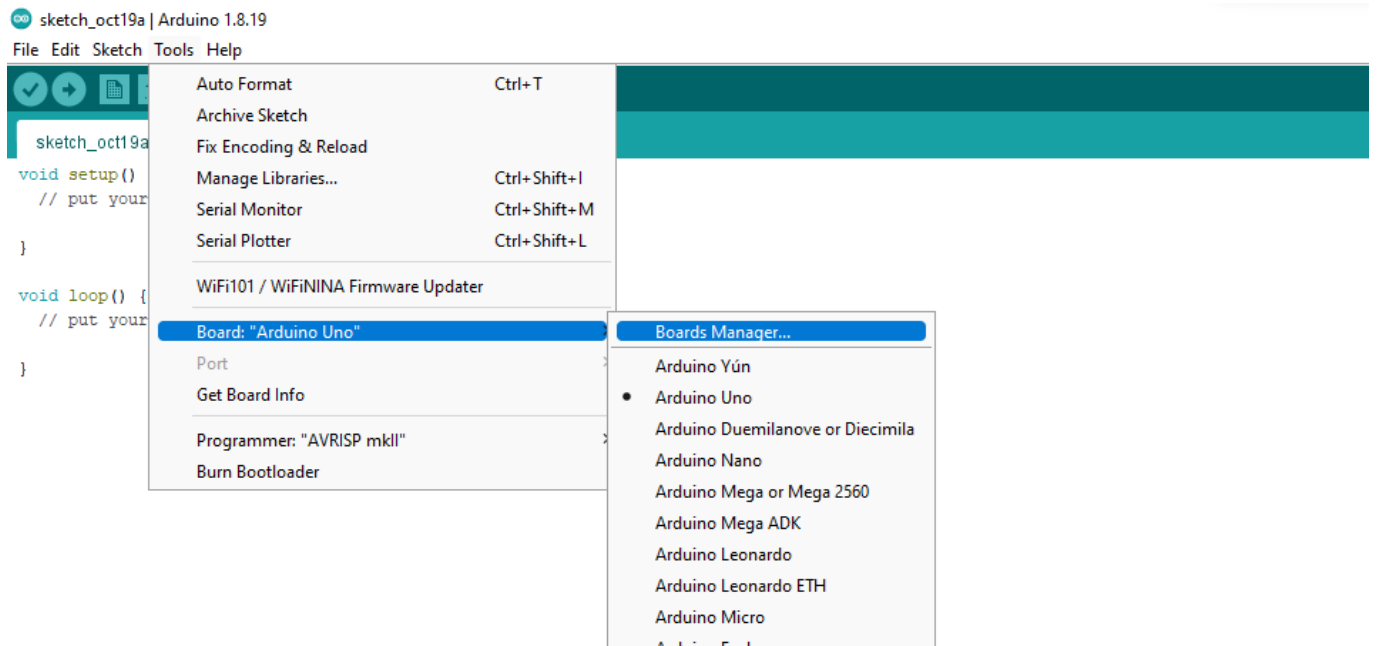 sketch_oct19a | Arduino 1.8.19
File Edit Sketch Tools Help
sketch_oct19a
void setup()
// put your
}
void loop() {
// put your
}
Auto Format Ctrl+T
Archive Sketch
Fix Encoding & Reload
Manage Libraries... Ctrl+Shift+I
Serial Monitor Ctrl+Shift+M
Serial Plotter Ctrl+Shift+L
WiFi101 / WiFiNINA Firmware Updater
Board: "Arduino Uno"
Port
Get Board Info
Programmer: "AVRISP mkII"
Burn Bootloader
Boards Manager...
Arduino Yún
Arduino Uno
Arduino Duemilanove or Diecimila
Arduino Nano
Arduino Mega or Mega 2560
Arduino Mega ADK
Arduino Leonardo
Arduino Leonardo ETH
Arduino Micro